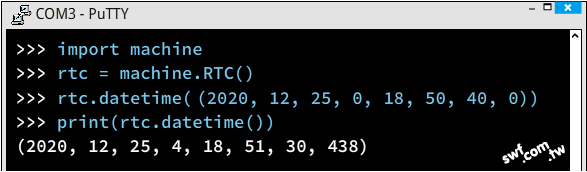 COM3 - PuTTY
>>> import machine
>>> rtc = machine.RTC()
>>> rtc.datetime((2020, 12, 25, 0, 18, 50, 40, 0))
>>> print(rtc.datetime())
(2020, 12, 25, 4, 18, 51, 30, 438)
swf.com.tw